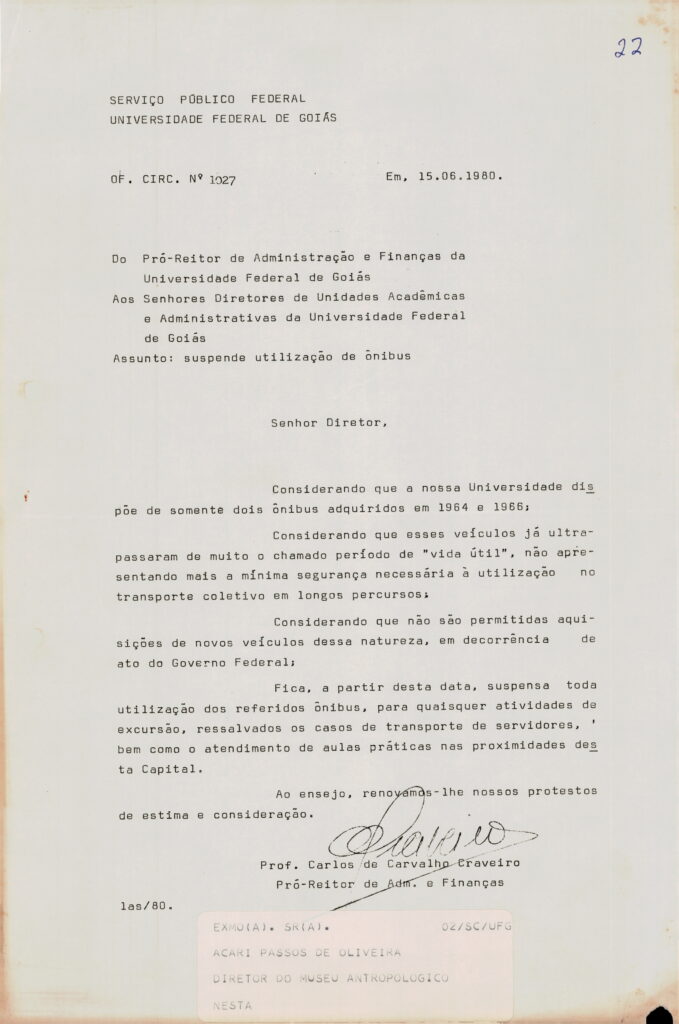 22
SERVIÇO PÚBLICO FEDERAL
UNIVERSIDADE FEDERAL DE GOIÁS
OF. CIRC. Nº 1027 Em, 15.06.1980.
Do Pró-Reitor de Administração e Finanças da
Universidade Federal de Goiás
Aos Senhores Diretores de Unidades Acadêmicas
e Administrativas da Universidade Federal
de Goiás
Assunto: suspende utilização de ônibus
Senhor Diretor,
Considerando que a nossa Universidade dis
põe de somente dois ônibus adquiridos em 1964 e 1966;
Considerando que esses veículos já ultra-
passaram de muito o chamado período de "vida útil", não apre-
sentando mais a mínima segurança necessária à utilização no
transporte coletivo em longos percursos;
Considerando que não são permitidas aqui-
sições de novos veículos dessa natureza, em decorrência de
ato do Governo Federal;
Fica, a partir desta data, suspensa toda
utilização dos referidos ônibus, para quaisquer atividades de
excursão, ressalvados os casos de transporte de servidores, '
bem como o atendimento de aulas práticas nas proximidades des
ta Capital.
Ao ensejo, renovamos-lhe nossos protestos
de estima e consideração.
Craveiro
Prof. Carlos de Carvalho Craveiro
Pró-Reitor de Adm. e Finanças
las/80.
EXMO(A). SR(A). 02/SC/UFG
ACARI PASSOS DE OLIVEIRA
DIRETOR DO MUSEU ANTROPOLOGICO
NESTA